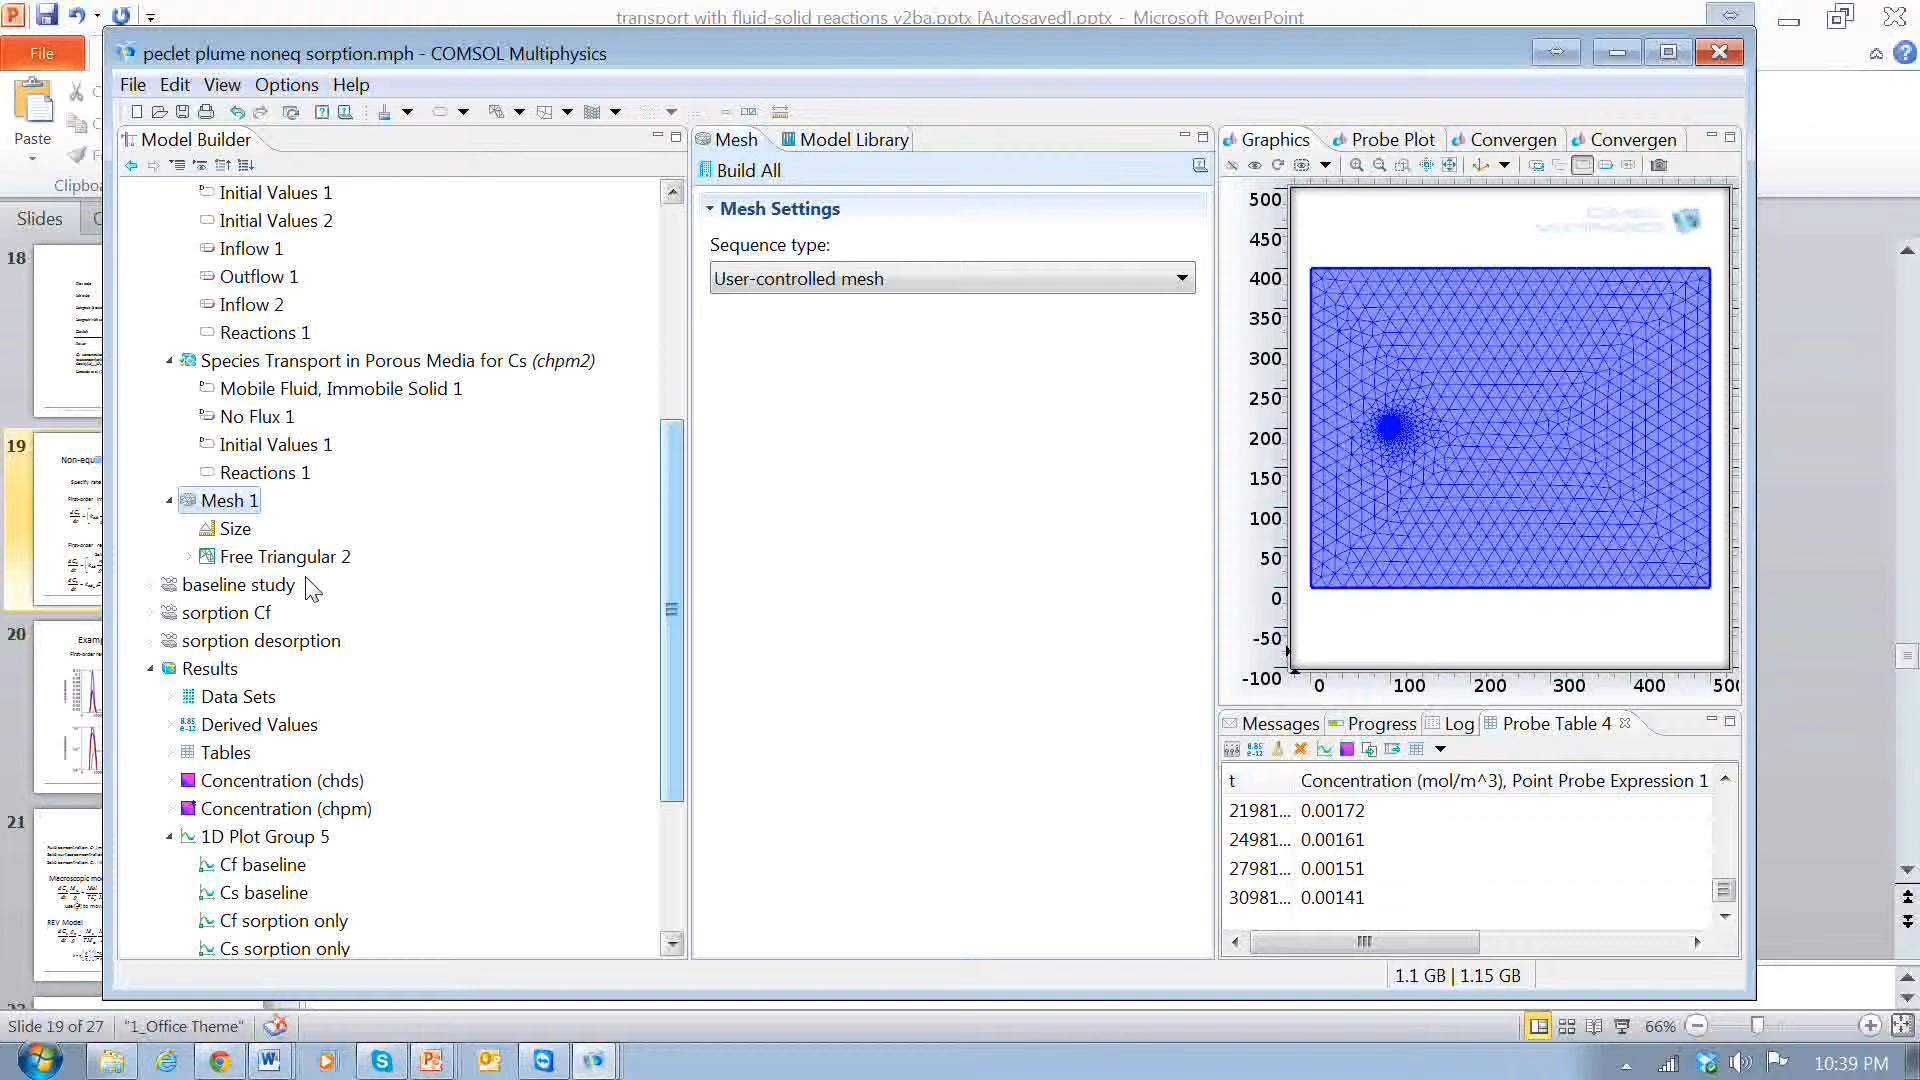 transport with fluid-solid reactions v2ba.pptx [Autosaved].pptx - Microsoft PowerPoint
File
Paste
Clipbo
Slides
18
19
Non-equili
Specify rate
20
Examp
21
REV Model
peclet plume noneq sorption.mph - COMSOL Multiphysics
File Edit View Options Help
Model Builder
Initial Values 1
Initial Values 2
Inflow 1
Outflow 1
Inflow 2
Reactions 1
Species Transport in Porous Media for Cs (chpm2)
Mobile Fluid, Immobile Solid 1
No Flux 1
Initial Values 1
Reactions 1
Mesh 1
Size
Free Triangular 2
baseline study
sorption Cf
sorption desorption
Results
Data Sets
Derived Values
Tables
Concentration (chds)
Concentration (chpm)
1D Plot Group 5
Cf baseline
Cs baseline
Cf sorption only
Cs sorption only
Mesh Model Library
Build All
Mesh Settings
Sequence type:
User-controlled mesh
Graphics Probe Plot Convergen Convergen
500
450
400
350
300
250
200
150
100
50
0
-50
-100
0 100 200 300 400 500
Messages Progress Log Probe Table 4
t Concentration (mol/m^3), Point Probe Expression 1
21981... 0.00172
24981... 0.00161
27981... 0.00151
30981... 0.00141
1.1 GB | 1.15 GB
Slide 19 of 27 "1_Office Theme" 66%
10:39 PM